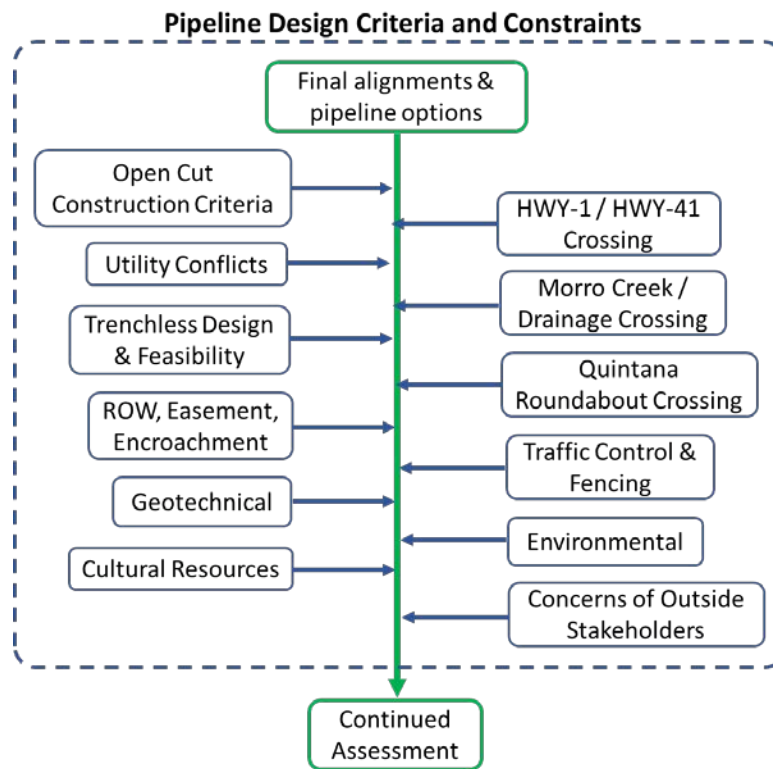 Pipeline Design Criteria and Constraints
Final alignments &
pipeline options
Open Cut
Construction Criteria
HWY-1 / HWY-41
Crossing
Utility Conflicts
Morro Creek /
Drainage Crossing
Trenchless Design
& Feasibility
Quintana
Roundabout Crossing
ROW, Easement,
Encroachment
Traffic Control &
Fencing
Geotechnical
Environmental
Cultural Resources
Concerns of Outside
Stakeholders
Continued
Assessment